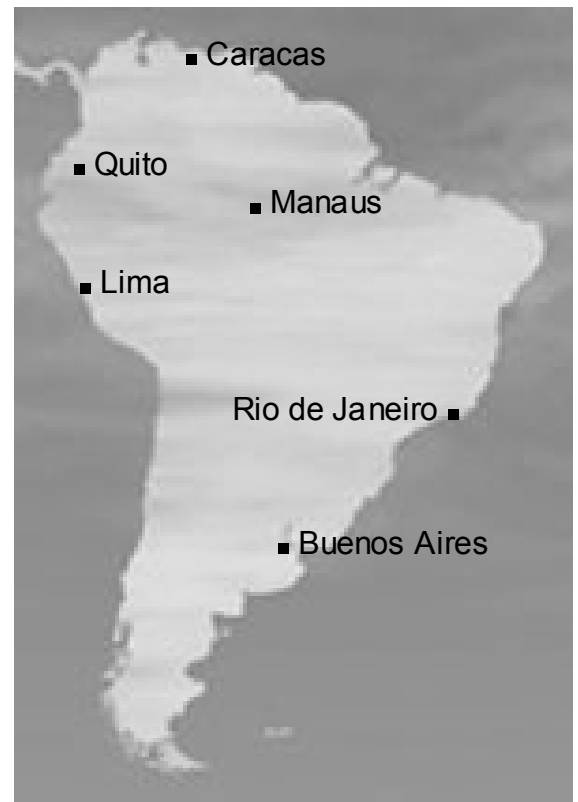 Caracas
Quito
Manaus
Lima
Rio de Janeiro
Buenos Aires